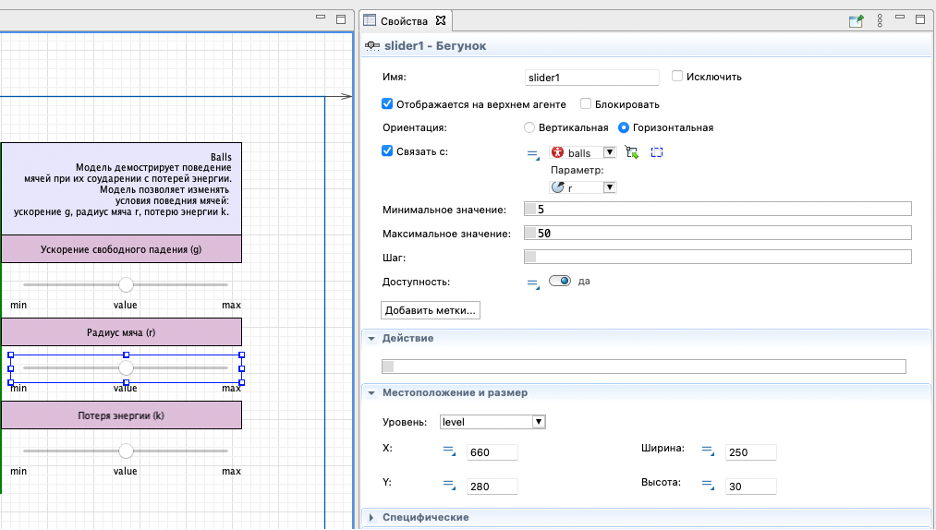 Свойства
slider1 - Бегунок
Имя:
slider1
Исключить
Отображается на верхнем агенте
Блокировать
Ориентация:
Вертикальная
Горизонтальная
Связать с:
balls
Параметр:
r
Минимальное значение:
5
Максимальное значение:
50
Шаг:
Доступность:
да
Добавить метки...
Действие
Местоположение и размер
Уровень:
level
X:
660
Ширина:
250
Y:
280
Высота:
30
Специфические
Balls
Модель демострирует поведение
мячей при их соударении с потерей энергии.
Модель позволяет изменять
условия поведния мячей:
ускорение g, радиус мяча r, потерю энергии k.
Ускорение свободного падения (g)
min
value
max
Радиус мяча (r)
min
value
max
Потеря энергии (k)
min
value
max